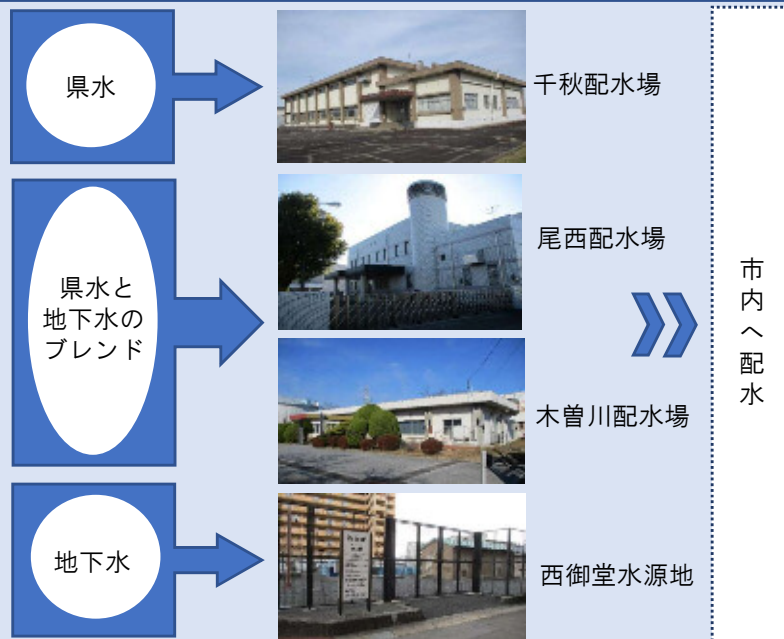 県水
千秋配水場
県水と
地下水の
ブレンド
尾西配水場
木曽川配水場
地下水
西御堂水源地
市内へ配水